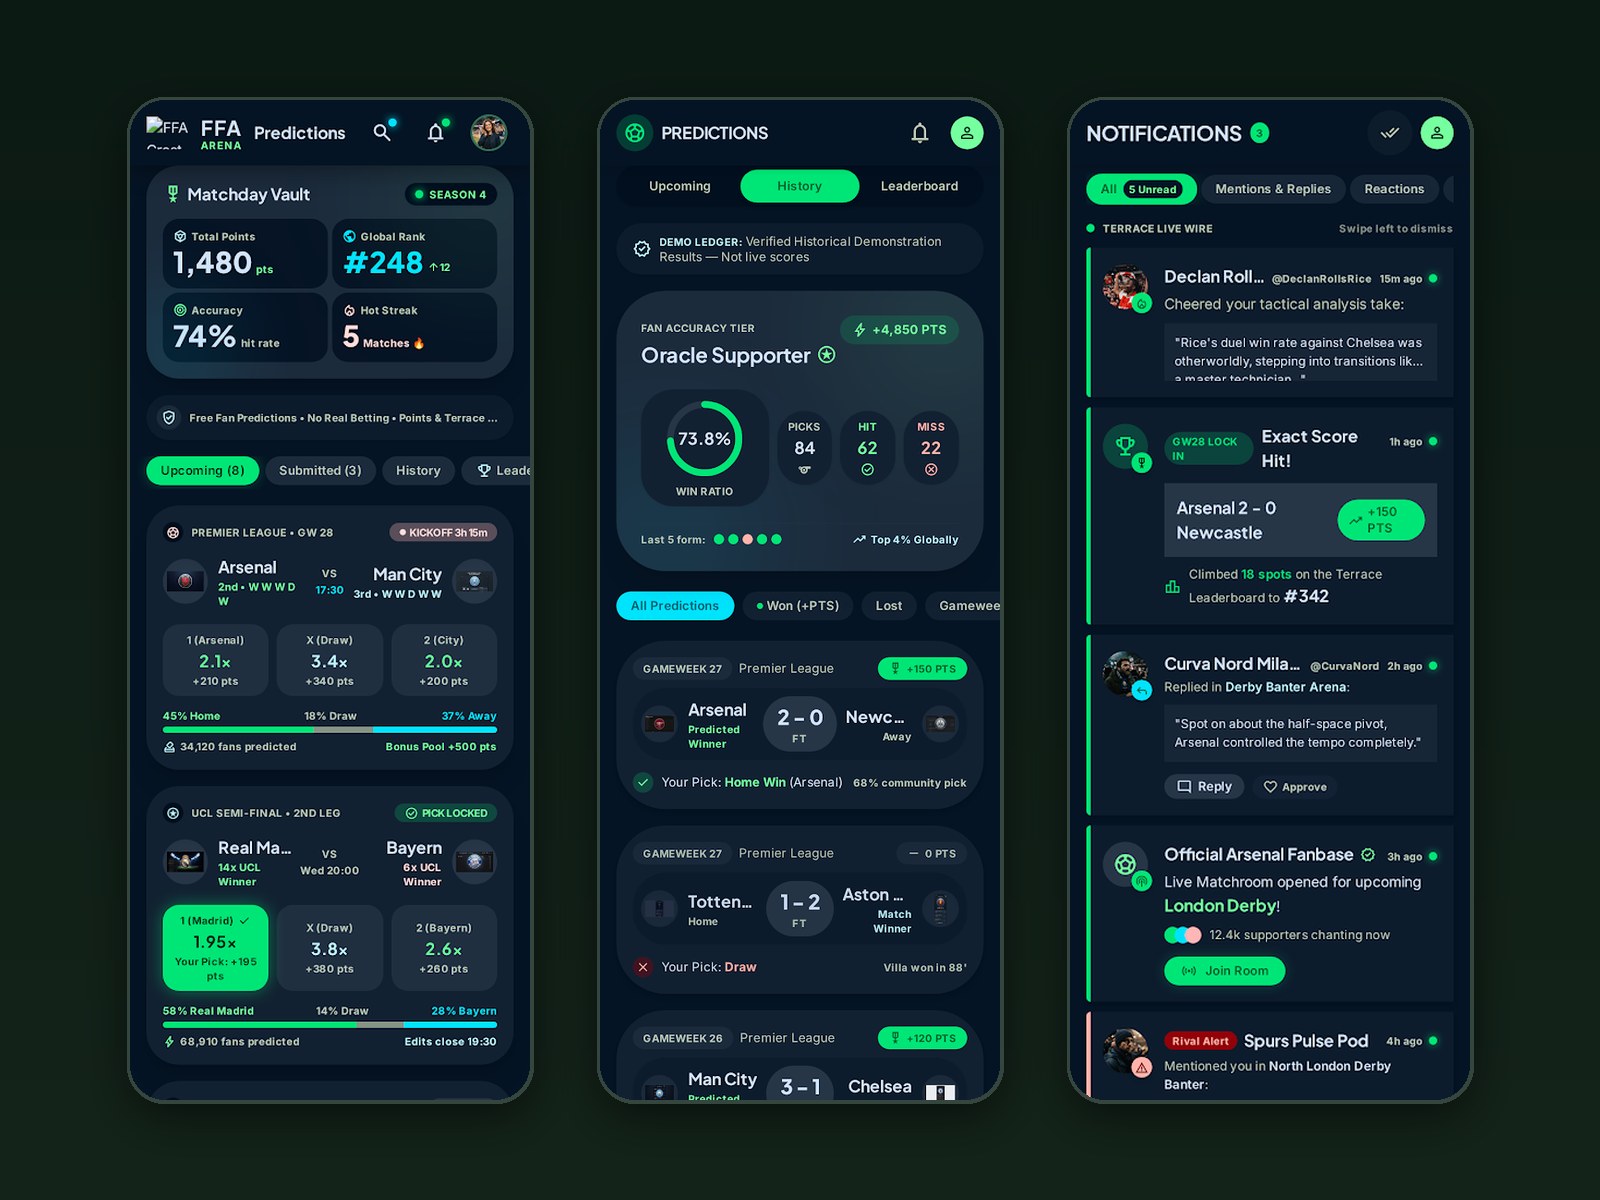 FFA
Crest
FFA
ARENA
Predictions
Matchday Vault
SEASON 4
Total Points
1,480 pts
Global Rank
#248 ↑12
Accuracy
74% hit rate
Hot Streak
5 Matches 🔥
Free Fan Predictions • No Real Betting • Points & Terrace ...
Upcoming (8)
Submitted (3)
History
Leade
PREMIER LEAGUE • GW 28
KICKOFF 3h 15m
Arsenal
2nd • W W W D
W
VS
17:30
Man City
3rd • W W D W W
1 (Arsenal)
2.1x
+210 pts
X (Draw)
3.4x
+340 pts
2 (City)
2.0x
+200 pts
45% Home
18% Draw
37% Away
34,120 fans predicted
Bonus Pool +500 pts
UCL SEMI-FINAL • 2ND LEG
PICK LOCKED
Real Ma...
14x UCL
Winner
VS
Wed 20:00
Bayern
6x UCL
Winner
1 (Madrid) ✓
1.95x
Your Pick: +195
pts
X (Draw)
3.8x
+380 pts
2 (Bayern)
2.6x
+260 pts
58% Real Madrid
14% Draw
28% Bayern
68,910 fans predicted
Edits close 19:30
PREDICTIONS
Upcoming
History
Leaderboard
DEMO LEDGER: Verified Historical Demonstration
Results — Not live scores
FAN ACCURACY TIER
+4,850 PTS
Oracle Supporter
73.8%
WIN RATIO
PICKS
84
HIT
62
MISS
22
Last 5 form:
Top 4% Globally
All Predictions
Won (+PTS)
Lost
Gamewee
GAMEWEEK 27
Premier League
+150 PTS
Arsenal
Predicted
Winner
2 – 0
FT
Newc...
Away
Your Pick: Home Win (Arsenal)
68% community pick
GAMEWEEK 27
Premier League
— 0 PTS
Totten...
Home
1 – 2
FT
Aston ...
Match
Winner
Your Pick: Draw
Villa won in 88'
GAMEWEEK 26
Premier League
+120 PTS
Man City
Predicted
3 – 1
Chelsea
NOTIFICATIONS 3
All 5 Unread
Mentions & Replies
Reactions
TERRACE LIVE WIRE
Swipe left to dismiss
Declan Roll... @DeclanRollsRice 15m ago
Cheered your tactical analysis take:
"Rice's duel win rate against Chelsea was
otherworldly, stepping into transitions lik...
a master technician. "
GW28 LOCK
IN
Exact Score
Hit!
1h ago
Arsenal 2 – 0
Newcastle
+150
PTS
Climbed 18 spots on the Terrace
Leaderboard to #342
Curva Nord Mila... @CurvaNord 2h ago
Replied in Derby Banter Arena:
"Spot on about the half-space pivot,
Arsenal controlled the tempo completely."
Reply
Approve
Official Arsenal Fanbase
3h ago
Live Matchroom opened for upcoming
London Derby!
12.4k supporters chanting now
Join Room
Rival Alert
Spurs Pulse Pod
4h ago
Mentioned you in North London Derby
Banter: